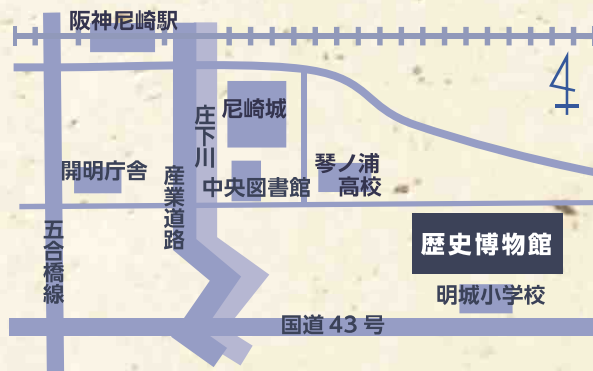 阪神尼崎駅
庄下川
尼崎城
開明庁舎
産業道路
中央図書館
琴ノ浦
高校
五合橋線
歴史博物館
明城小学校
国道43号